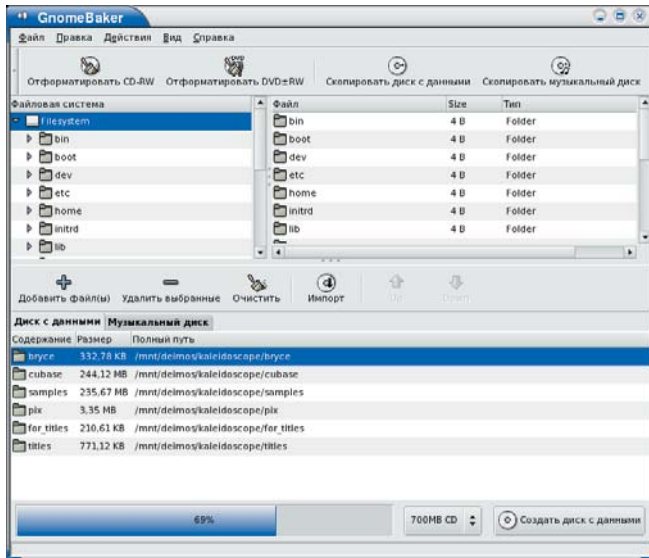 GnomeBaker
Файл Правка Действия Вид Справка
Отформатировать CD-RW Отформатировать DVD±RW Скопировать диск с данными Скопировать музыкальный диск
Файловая система
Filesystem
bin
boot
dev
etc
home
initrd
lib
Файл Size Тип
bin 4 B Folder
boot 4 B Folder
dev 4 B Folder
etc 4 B Folder
home 4 B Folder
initrd 4 B Folder
lib 4 B Folder
Добавить файл(ы) Удалить выбранные Очистить Импорт Up Down
Диск с данными Музыкальный диск
Содержание Размер Полный путь
bryce 332,78 KB /mnt/deimos/kaleidoscope/bryce
cubase 244,12 MB /mnt/deimos/kaleidoscope/cubase
samples 235,67 MB /mnt/deimos/kaleidoscope/samples
pix 3,35 MB /mnt/deimos/kaleidoscope/pix
for_titles 210,61 KB /mnt/deimos/kaleidoscope/for_titles
titles 771,12 KB /mnt/deimos/kaleidoscope/titles
69% 700MB CD Создать диск с данными